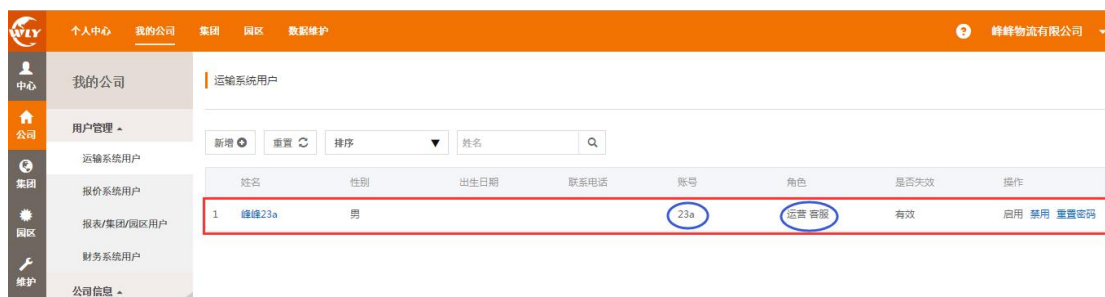 WLY 个人中心 我的公司 集团 园区 数据维护 ? 峰峰物流有限公司
中心
公司
集团
园区
维护
我的公司
用户管理
运输系统用户
报价系统用户
报表/集团/园区用户
财务系统用户
公司信息
运输系统用户
新增 重置 排序 姓名
姓名 性别 出生日期 联系电话 账号 角色 是否失效 操作
1 峰峰23a 男 23a 运营 客服 有效 启用 禁用 重置密码